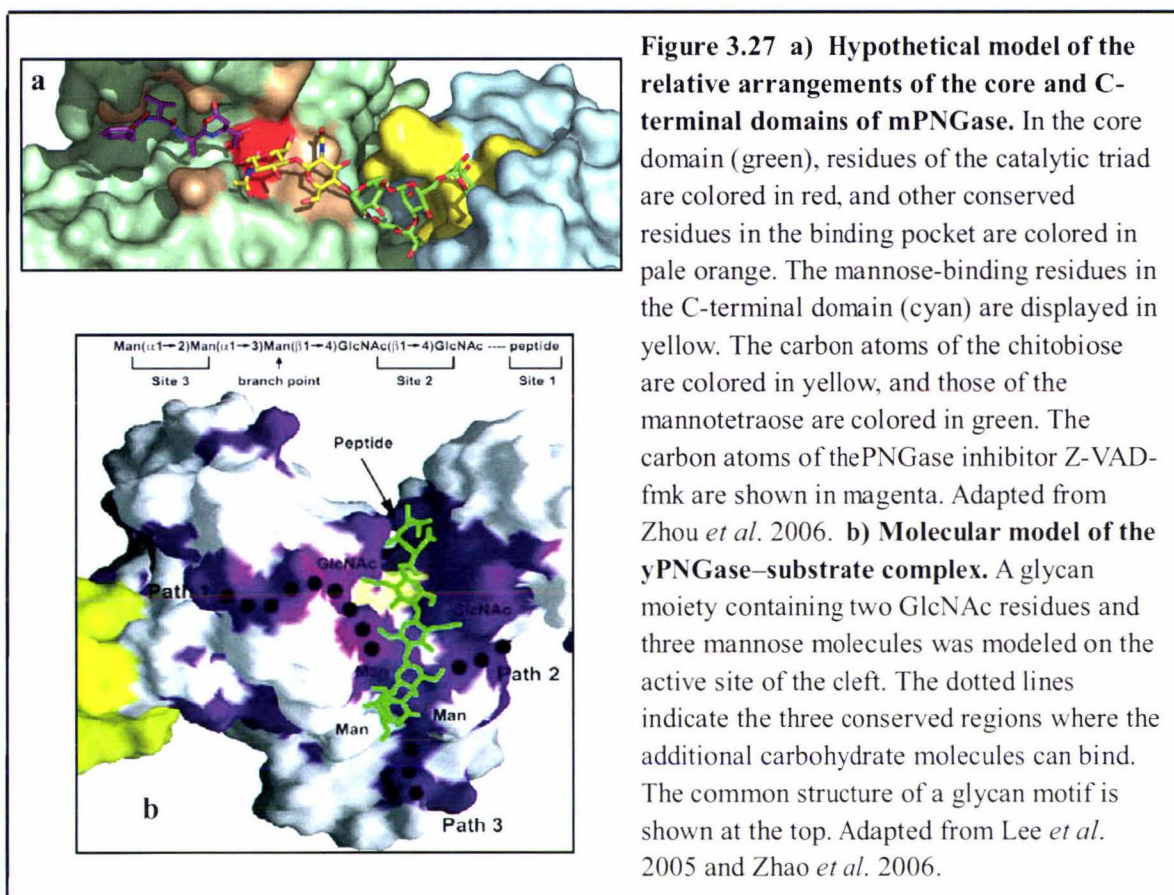 a
Figure 3.27 a) Hypothetical model of the
relative arrangements of the core and C-
terminal domains of mPNGase. In the core
domain (green), residues of the catalytic triad
are colored in red, and other conserved
residues in the binding pocket are colored in
pale orange. The mannose-binding residues in
the C-terminal domain (cyan) are displayed in
yellow. The carbon atoms of the chitobiose
are colored in yellow, and those of the
mannotetraose are colored in green. The
carbon atoms of thePNGase inhibitor Z-VAD-
fmk are shown in magenta. Adapted from
Zhou et al. 2006. b) Molecular model of the
yPNGase–substrate complex. A glycan
moiety containing two GlcNAc residues and
three mannose molecules was modeled on the
active site of the cleft. The dotted lines
indicate the three conserved regions where the
additional carbohydrate molecules can bind.
The common structure of a glycan motif is
shown at the top. Adapted from Lee et al.
2005 and Zhao et al. 2006.
Man(α1→2)Man(α1→3)Man(β1→4)GlcNAc(β1→4)GlcNAc ---- peptide
Site 3 branch point Site 2 Site 1
Peptide
GlcNAc
Path 1
GlcNAc
Man
Path 2
Man Man
b
Path 3